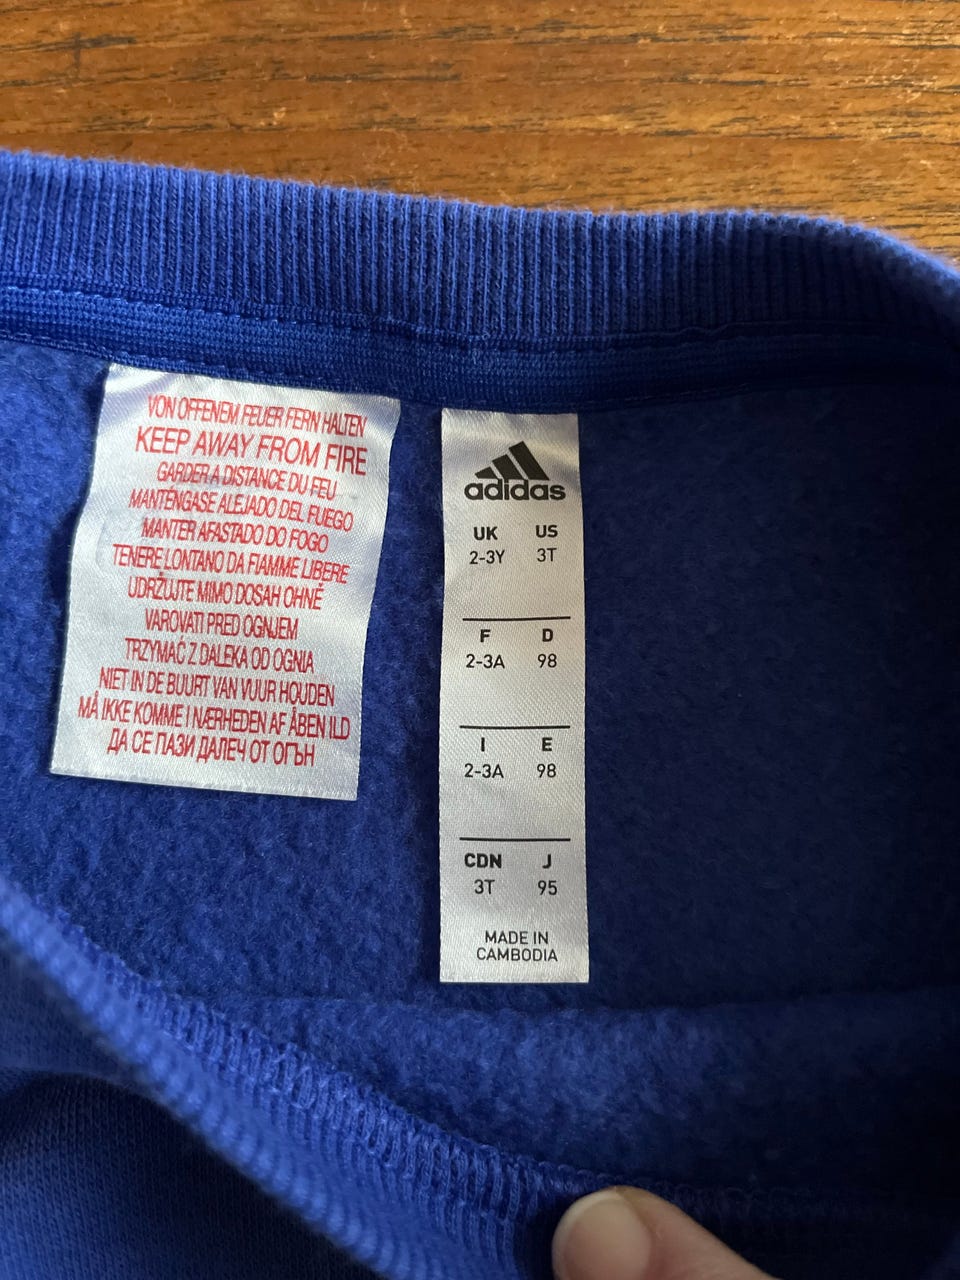 VON OFFENEM FEUER FERN HALTEN
KEEP AWAY FROM FIRE
GARDER A DISTANCE DU FEU
MANTÉNGASE ALEJADO DEL FUEGO
MANTER AFASTADO DO FOGO
TENERE LONTANO DA FIAMME LIBERE
UDRŽUJTE MIMO DOSAH OHNĚ
VAROVATI PRED OGNJEM
TRZYMAĆ Z DALEKA OD OGNIA
NIET IN DE BUURT VAN VUUR HOUDEN
MÅ IKKE KOMME I NÆRHEDEN AF ÅBEN ILD
ДА СЕ ПАЗИ ДАЛЕЧ ОТ ОГЪН
adidas
UK US
2-3Y 3T
F D
2-3A 98
I E
2-3A 98
CDN J
3T 95
MADE IN
CAMBODIA